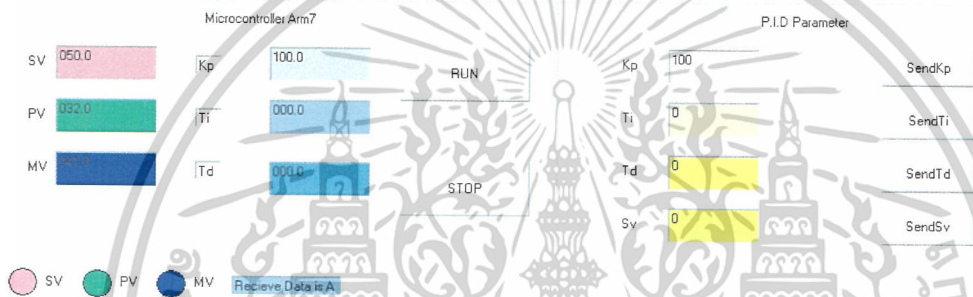 Microcontroller Arm7
P.I.D Parameter
SV 050.0 Kp 100.0 RUN Kp 100 SendKp
PV 032.0 Ti 000.0 Ti 0 SendTi
MV Td 000.0 STOP Td 0 SendTd
Sv 0 SendSv
SV PV MV Recieve Data is A